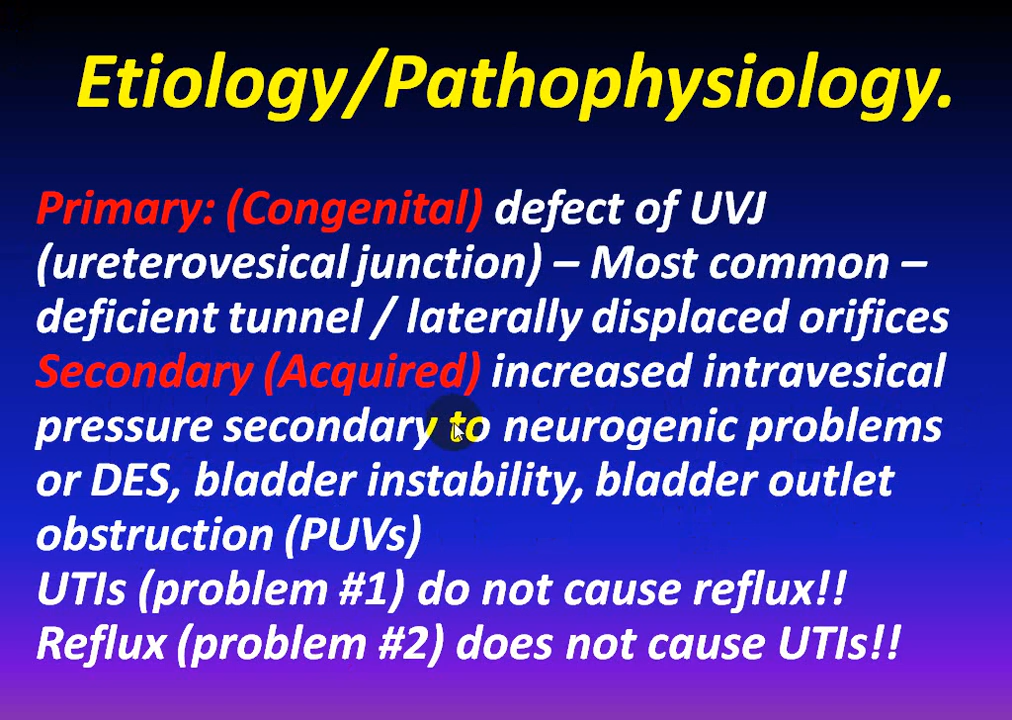 Etiology/Pathophysiology.
Primary: (Congenital) defect of UVJ
(ureterovesical junction) – Most common –
deficient tunnel / laterally displaced orifices
Secondary (Acquired) increased intravesical
pressure secondary to neurogenic problems
or DES, bladder instability, bladder outlet
obstruction (PUVs)
UTIs (problem #1) do not cause reflux!!
Reflux (problem #2) does not cause UTIs!!